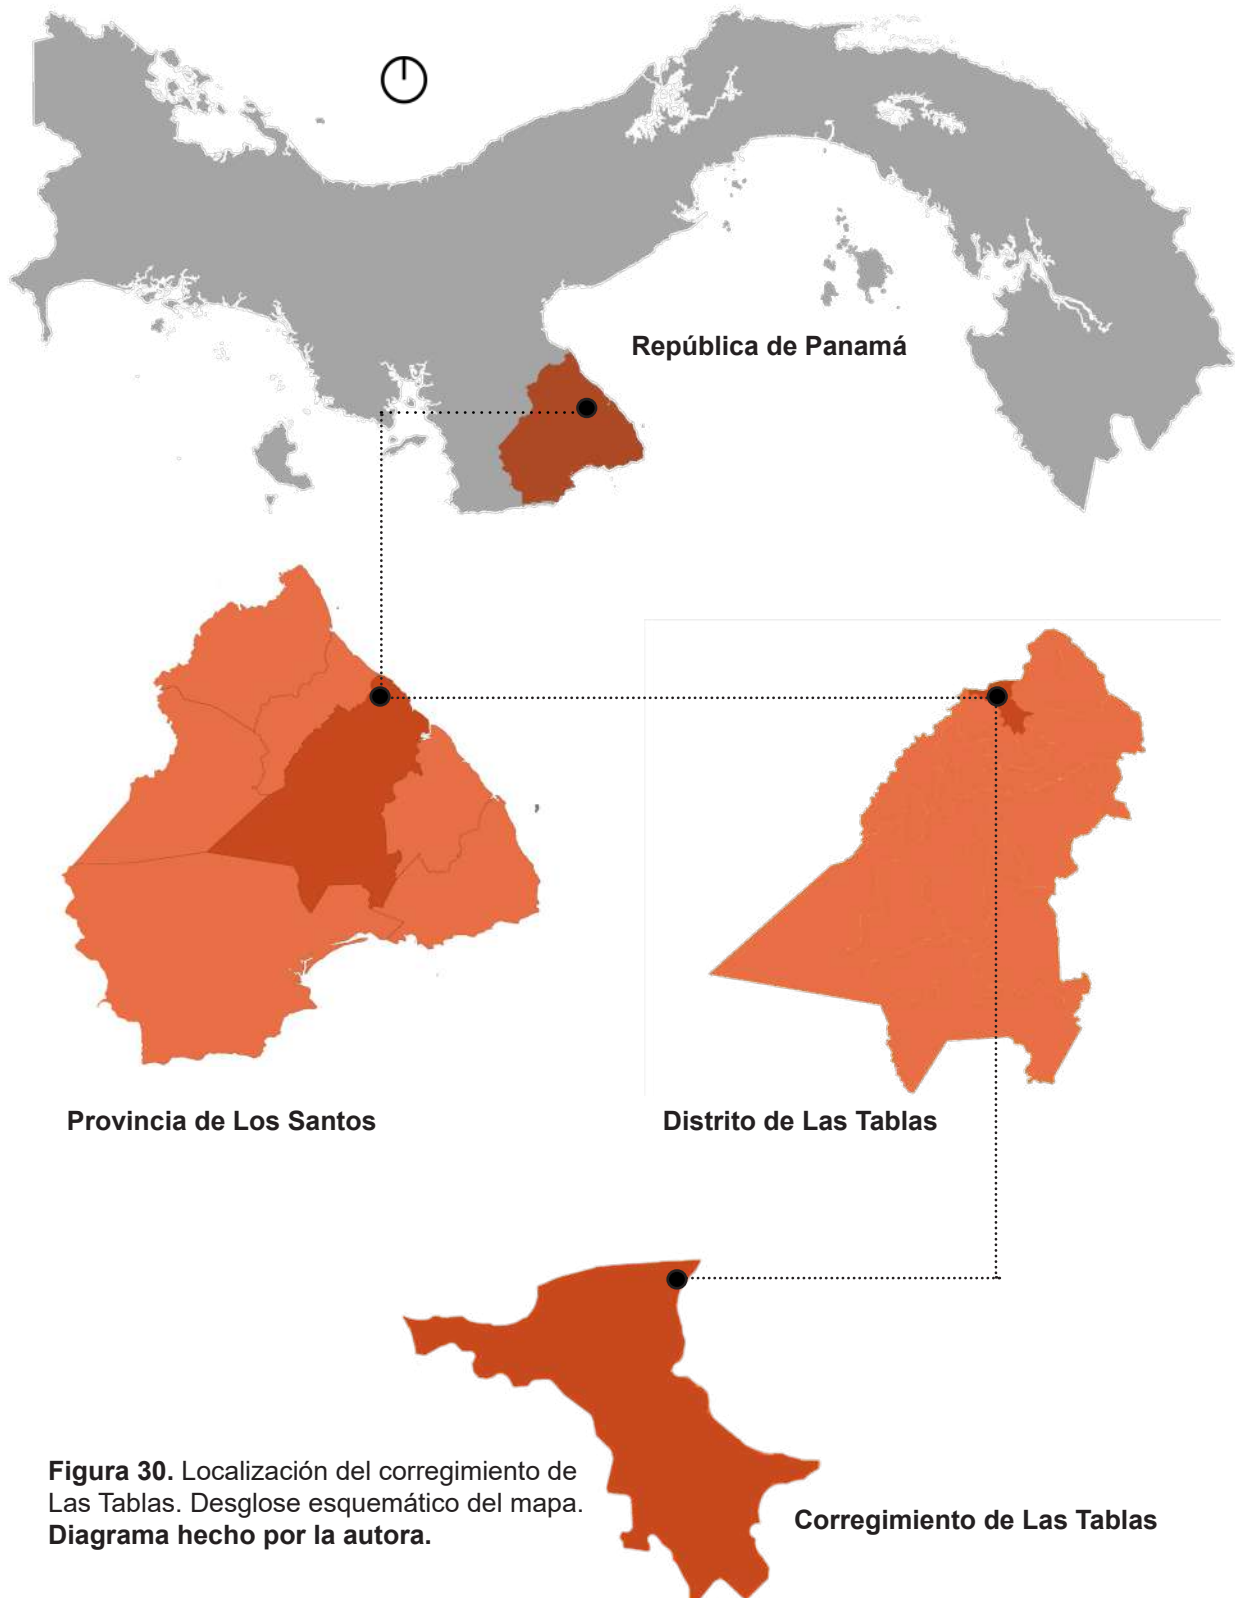 República de Panamá
Provincia de Los Santos
Distrito de Las Tablas
Figura 30. Localización del corregimiento de
Las Tablas. Desglose esquemático del mapa.
Diagrama hecho por la autora.
Corregimiento de Las Tablas